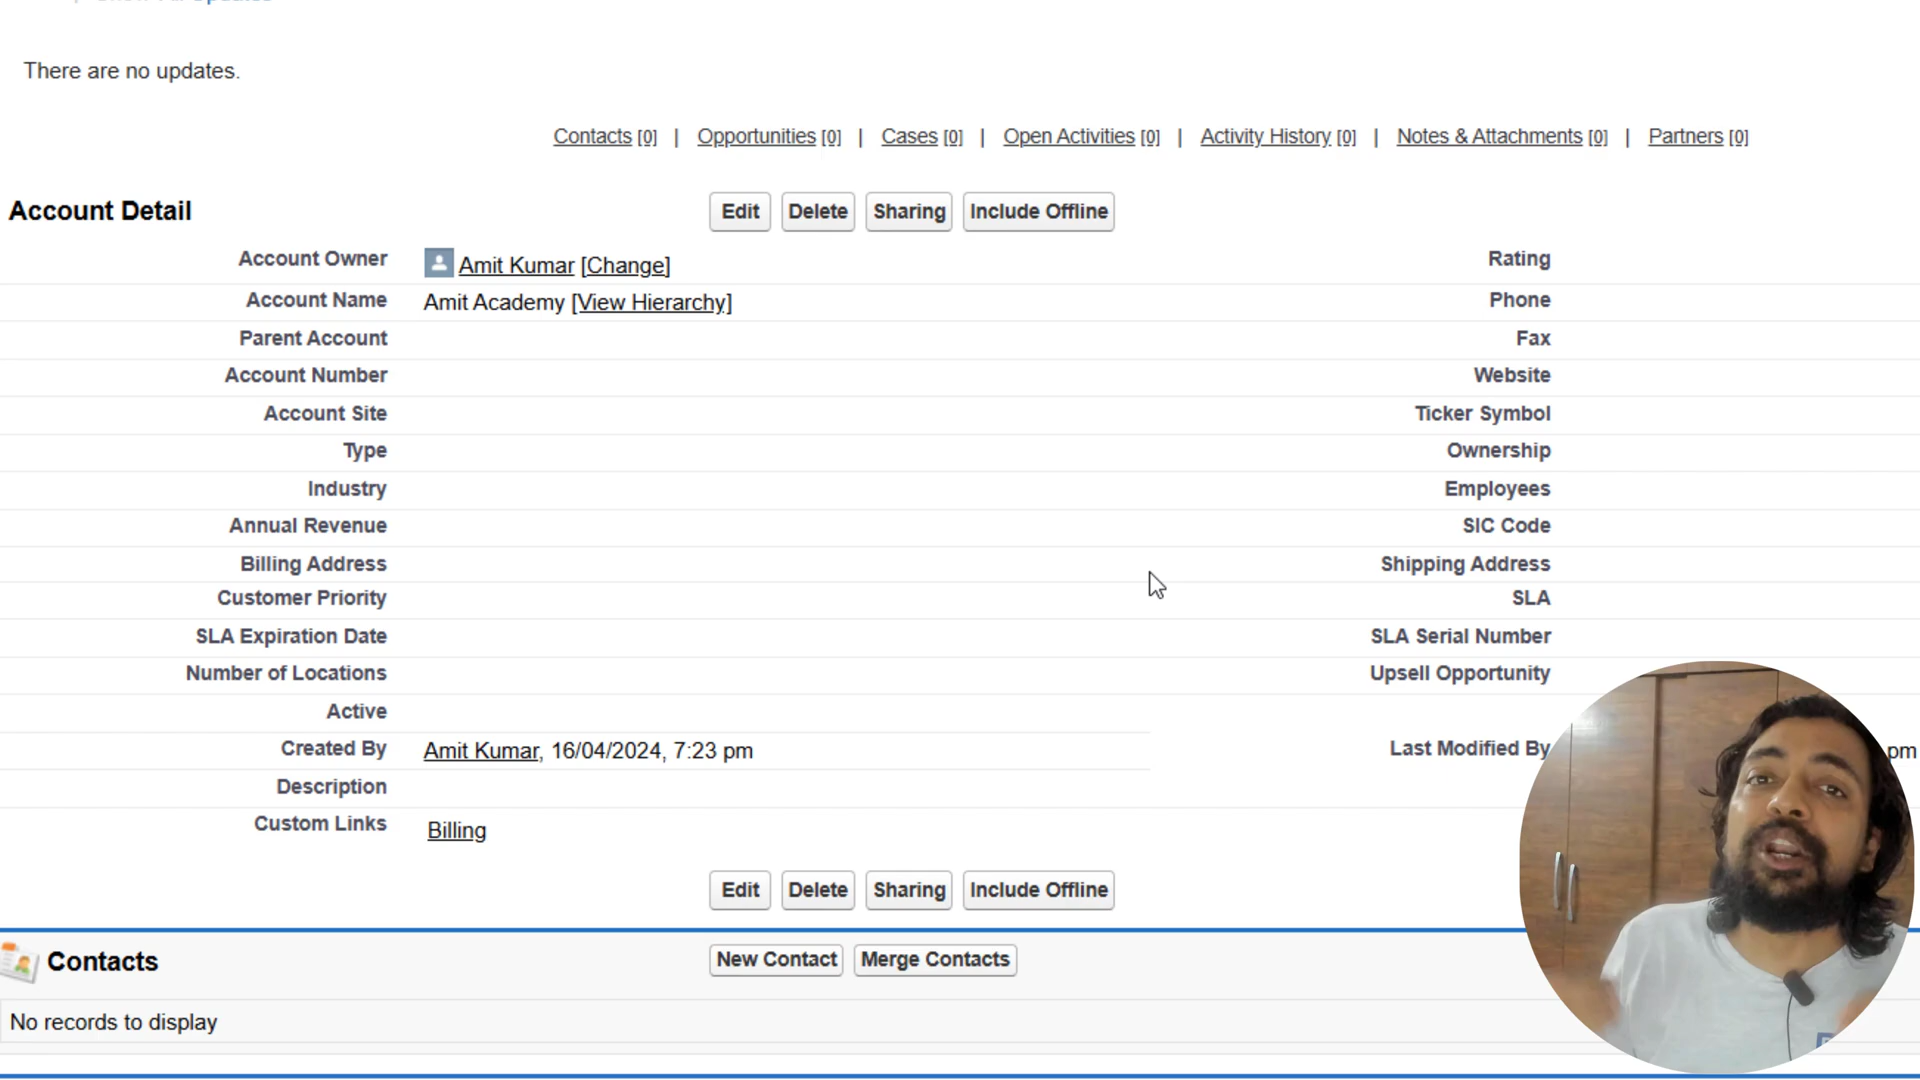 There are no updates.
Contacts [0] | Opportunities [0] | Cases [0] | Open Activities [0] | Activity History [0] | Notes & Attachments [0] | Partners [0]
Account Detail Edit Delete Sharing Include Offline
Account Owner Amit Kumar [Change] Rating
Account Name Amit Academy [View Hierarchy] Phone
Parent Account Fax
Account Number Website
Account Site Ticker Symbol
Type Ownership
Industry Employees
Annual Revenue SIC Code
Billing Address Shipping Address
Customer Priority SLA
SLA Expiration Date SLA Serial Number
Number of Locations Upsell Opportunity
Active
Created By Amit Kumar, 16/04/2024, 7:23 pm Last Modified By pm
Description
Custom Links Billing
Edit Delete Sharing Include Offline
Contacts New Contact Merge Contacts
No records to display